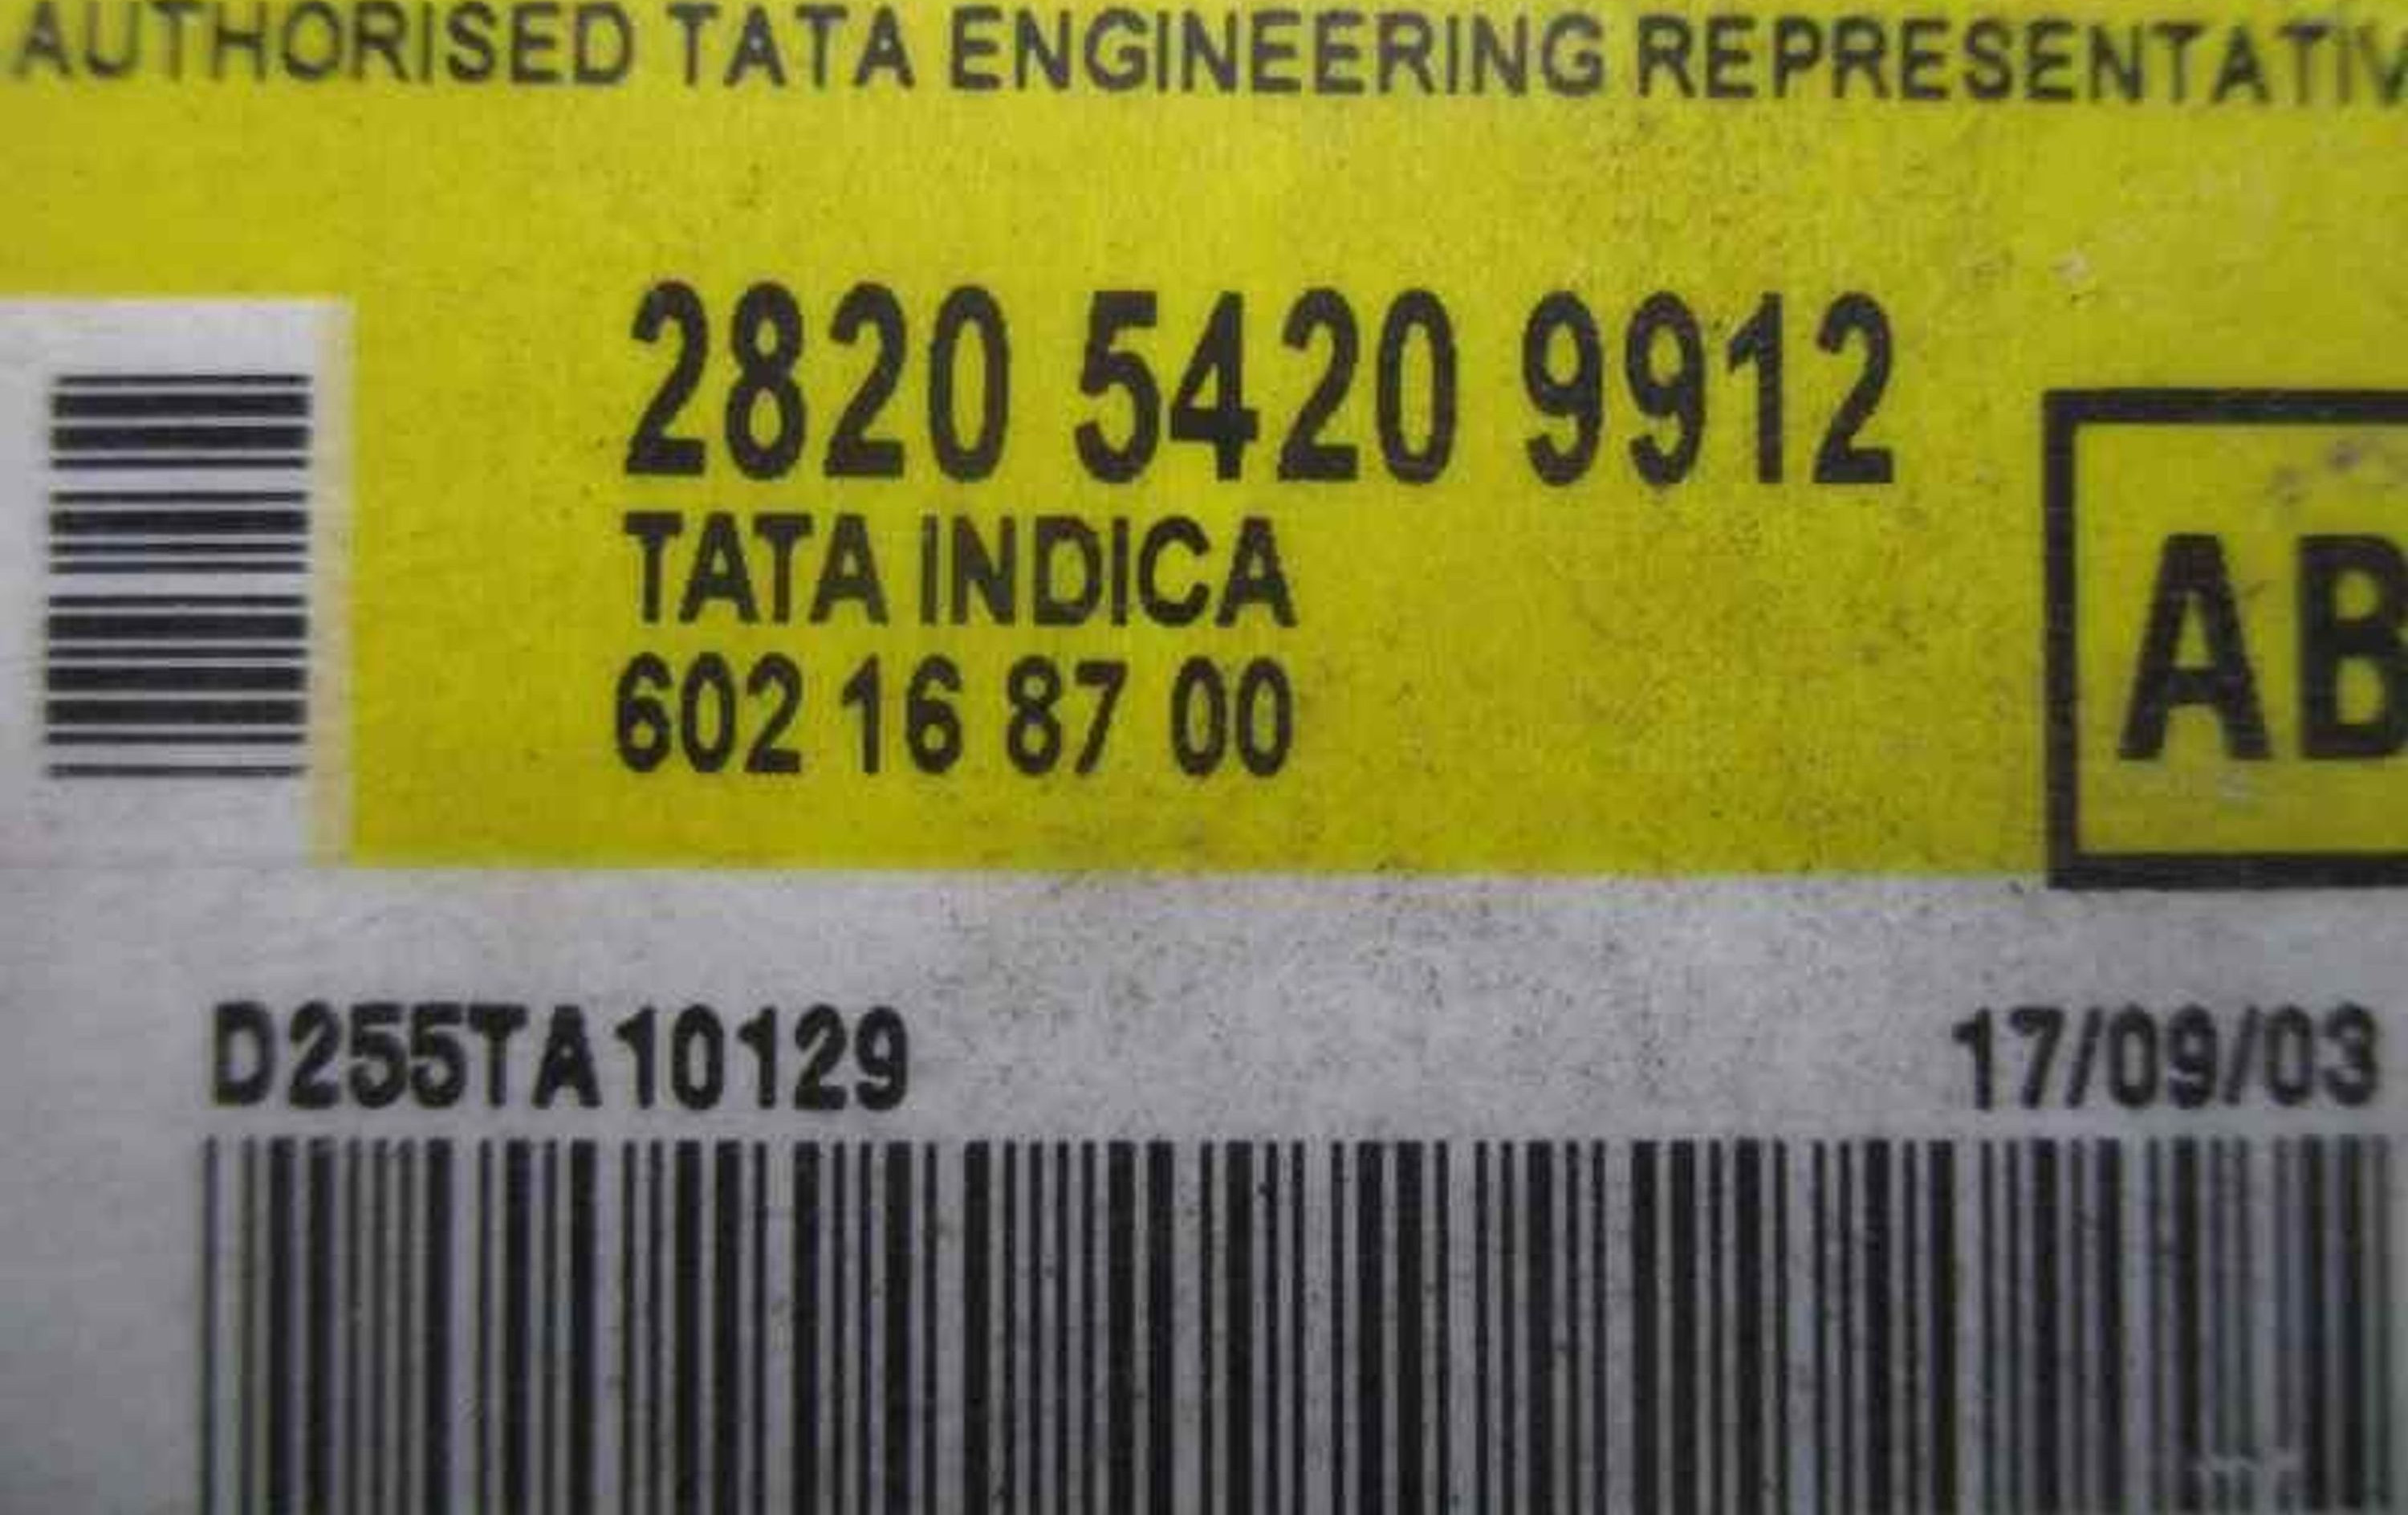 AUTHORISED TATA ENGINEERING REPRESENTATIV
2820 5420 9912
TATA INDICA
602 16 87 00
AB
D255TA10129
17/09/03